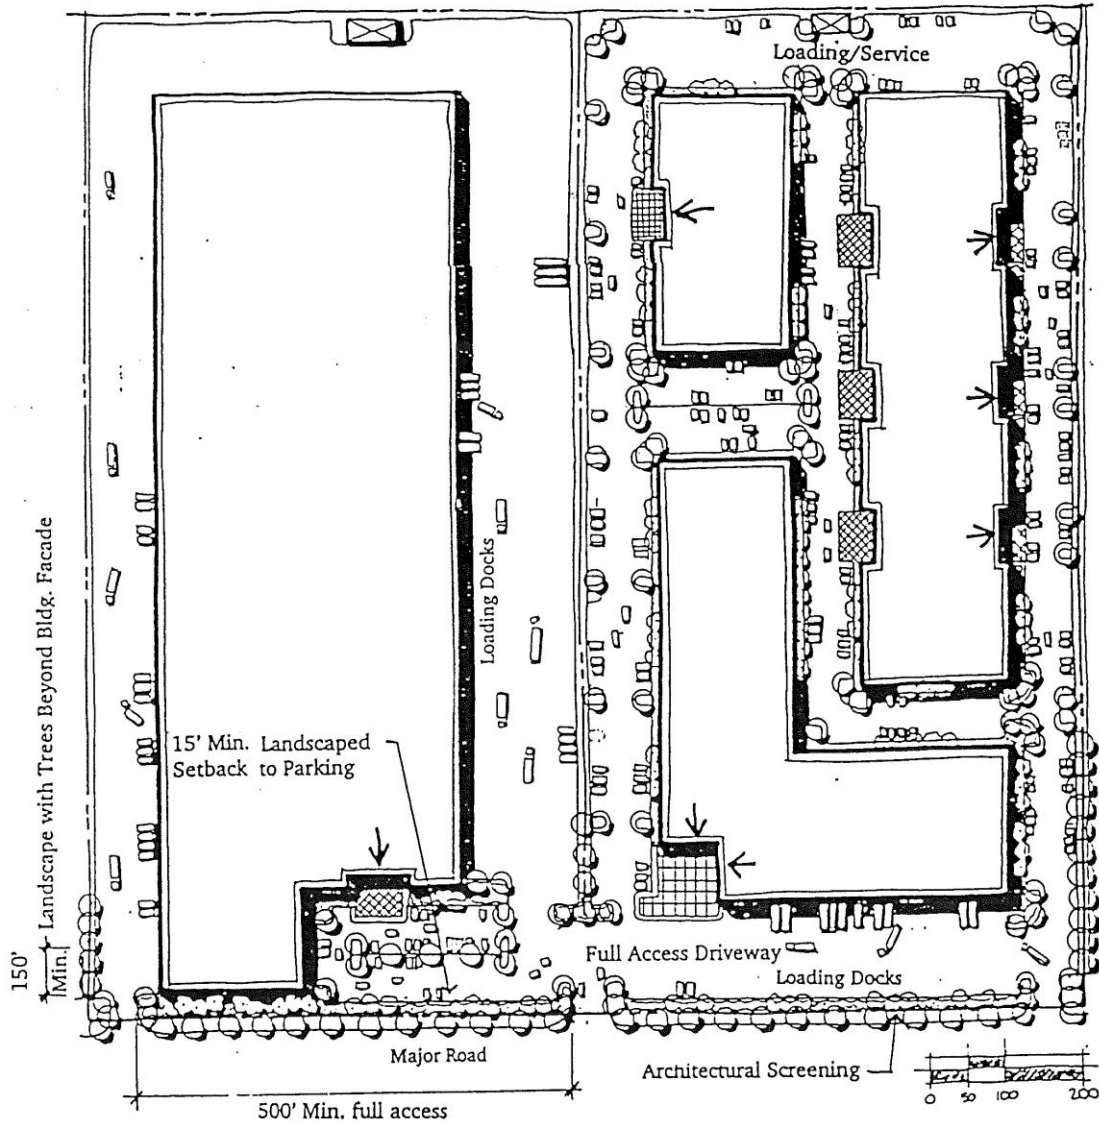 Loading/Service
Landscape with Trees Beyond Bldg. Facade
150'
Min.
Loading Docks
15' Min. Landscaped
Setback to Parking
Full Access Driveway
Loading Docks
Major Road
Architectural Screening
500' Min. full access
0 50 100 200